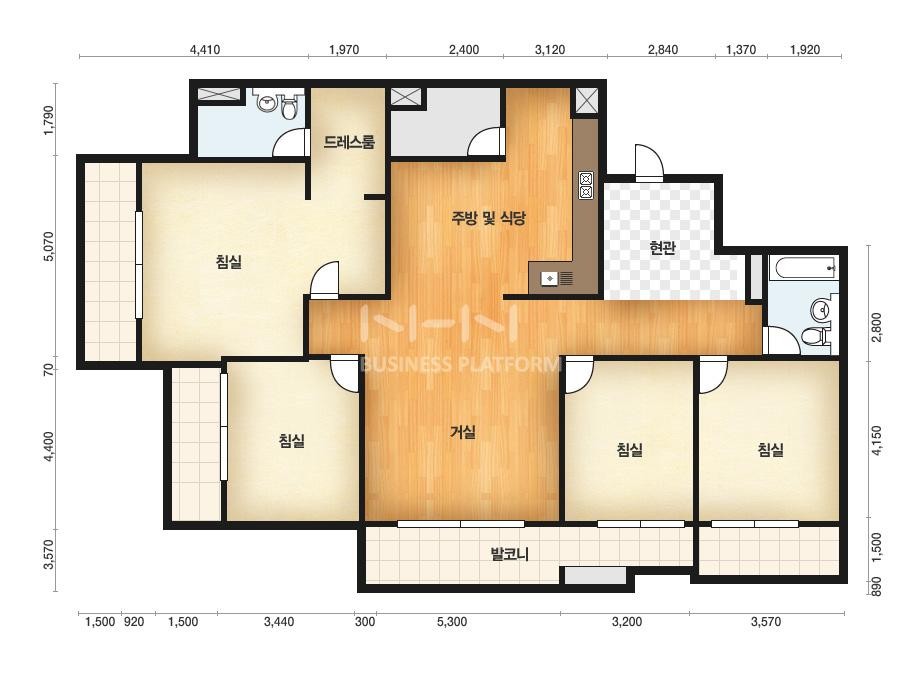 4,410 1,970 2,400 3,120 2,840 1,370 1,920
1,790
드레스룸
주방 및 식당
현관
5,070
침실
2,800
NHN
BUSINESS PLATFORM
70
거실
침실
침실
침실
4,400
4,150
발코니
3,570
1,500
890
1,500 920 1,500 3,440 300 5,300 3,200 3,570